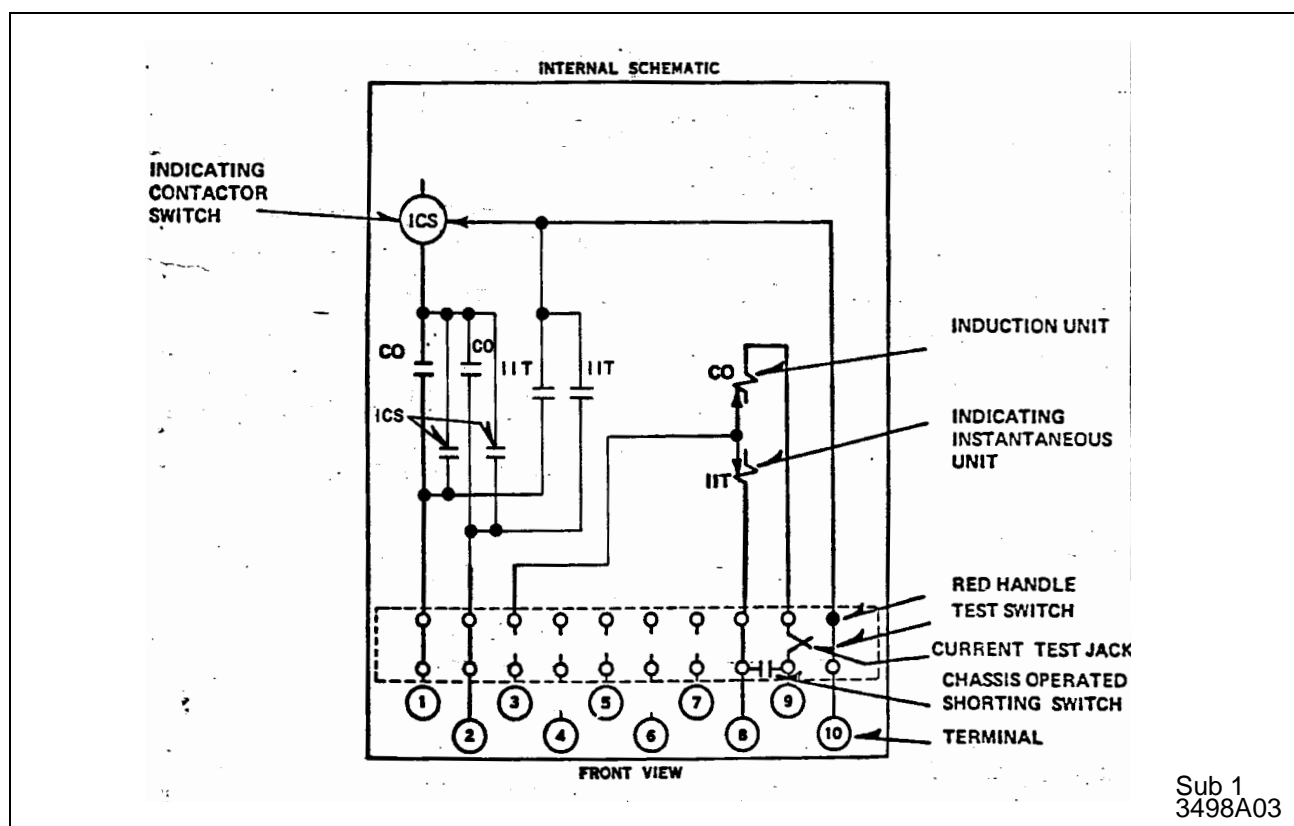 INTERNAL SCHEMATIC
INDICATING
CONTACTOR
SWITCH
ICS
CO
CO
IIT
IIT
ICS
CO
IIT
INDUCTION UNIT
INDICATING
INSTANTANEOUS
UNIT
RED HANDLE
TEST SWITCH
CURRENT TEST JACK
CHASSIS OPERATED
SHORTING SWITCH
TERMINAL
1
2
3
4
5
6
7
8
9
10
FRONT VIEW
Sub 1
3498A03